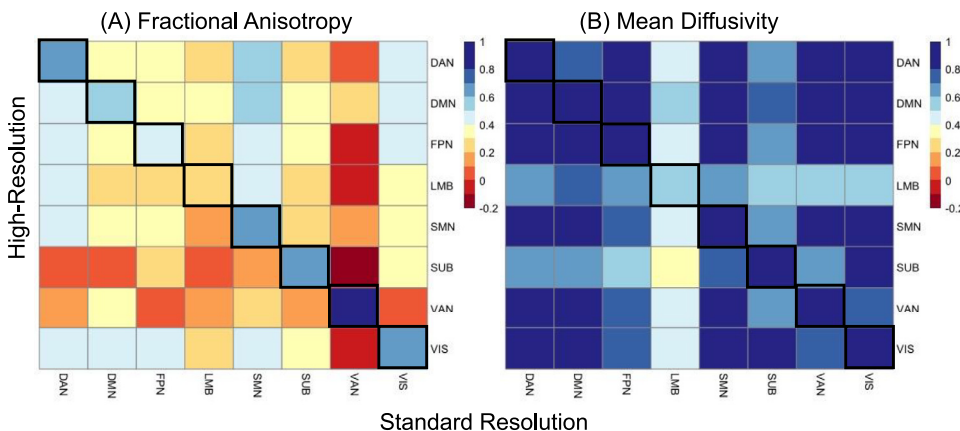 (A) Fractional Anisotropy
(B) Mean Diffusivity
High-Resolution
DAN
DMN
FPN
LMB
SMN
SUB
VAN
VIS
1
0.8
0.6
0.4
0.2
0
-0.2
DAN
DMN
FPN
LMB
SMN
SUB
VAN
VIS
DAN
DMN
FPN
LMB
SMN
SUB
VAN
VIS
1
0.8
0.6
0.4
0.2
0
-0.2
DAN
DMN
FPN
LMB
SMN
SUB
VAN
VIS
Standard Resolution